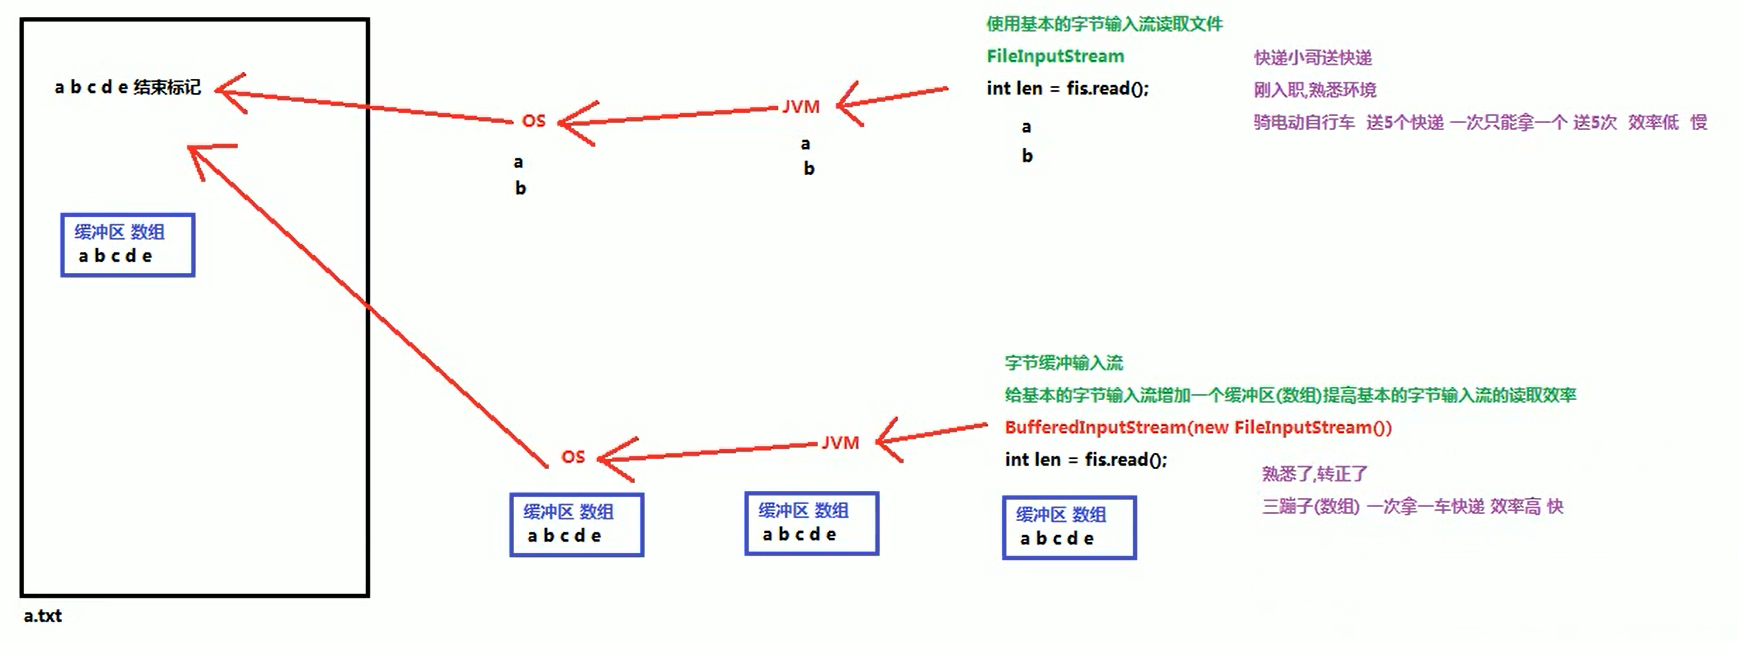 使用基本的字节输入流读取文件
FileInputStream
快递小哥送快递
a b c d e 结束标记
int len = fis.read();
刚入职,熟悉环境
JVM
OS
骑电动自行车 送5个快递 一次只能拿一个 送5次 效率低 慢
a
b
a
b
a
b
缓冲区 数组
a b c d e
字节缓冲输入流
给基本的字节输入流增加一个缓冲区(数组)提高基本的字节输入流的读取效率
BufferedInputStream(new FileInputStream())
JVM
OS
int len = fis.read();
熟悉了,转正了
三蹦子(数组) 一次拿一车快递 效率高 快
缓冲区 数组
a b c d e
缓冲区 数组
a b c d e
缓冲区 数组
a b c d e
a.txt